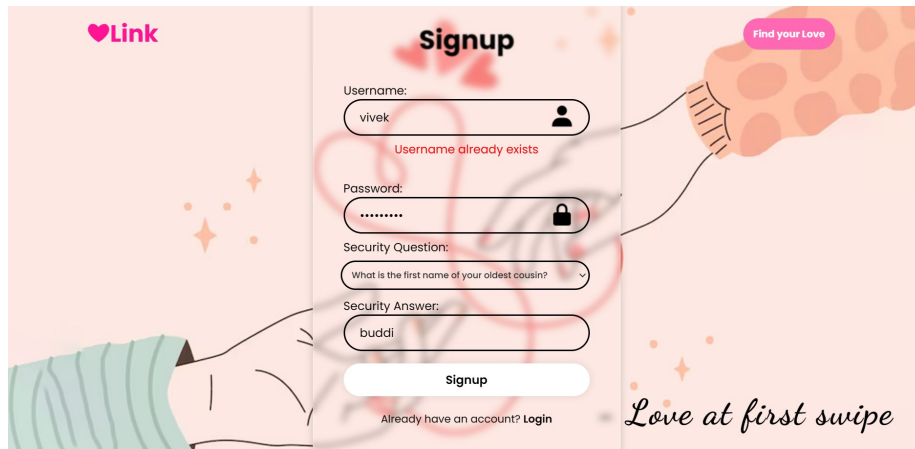 Link
Signup
Find your Love
Username:
vivek
Username already exists
Password:
•••••••••
Security Question:
What is the first name of your oldest cousin?
Security Answer:
buddi
Signup
Already have an account? Login
Love at first swipe